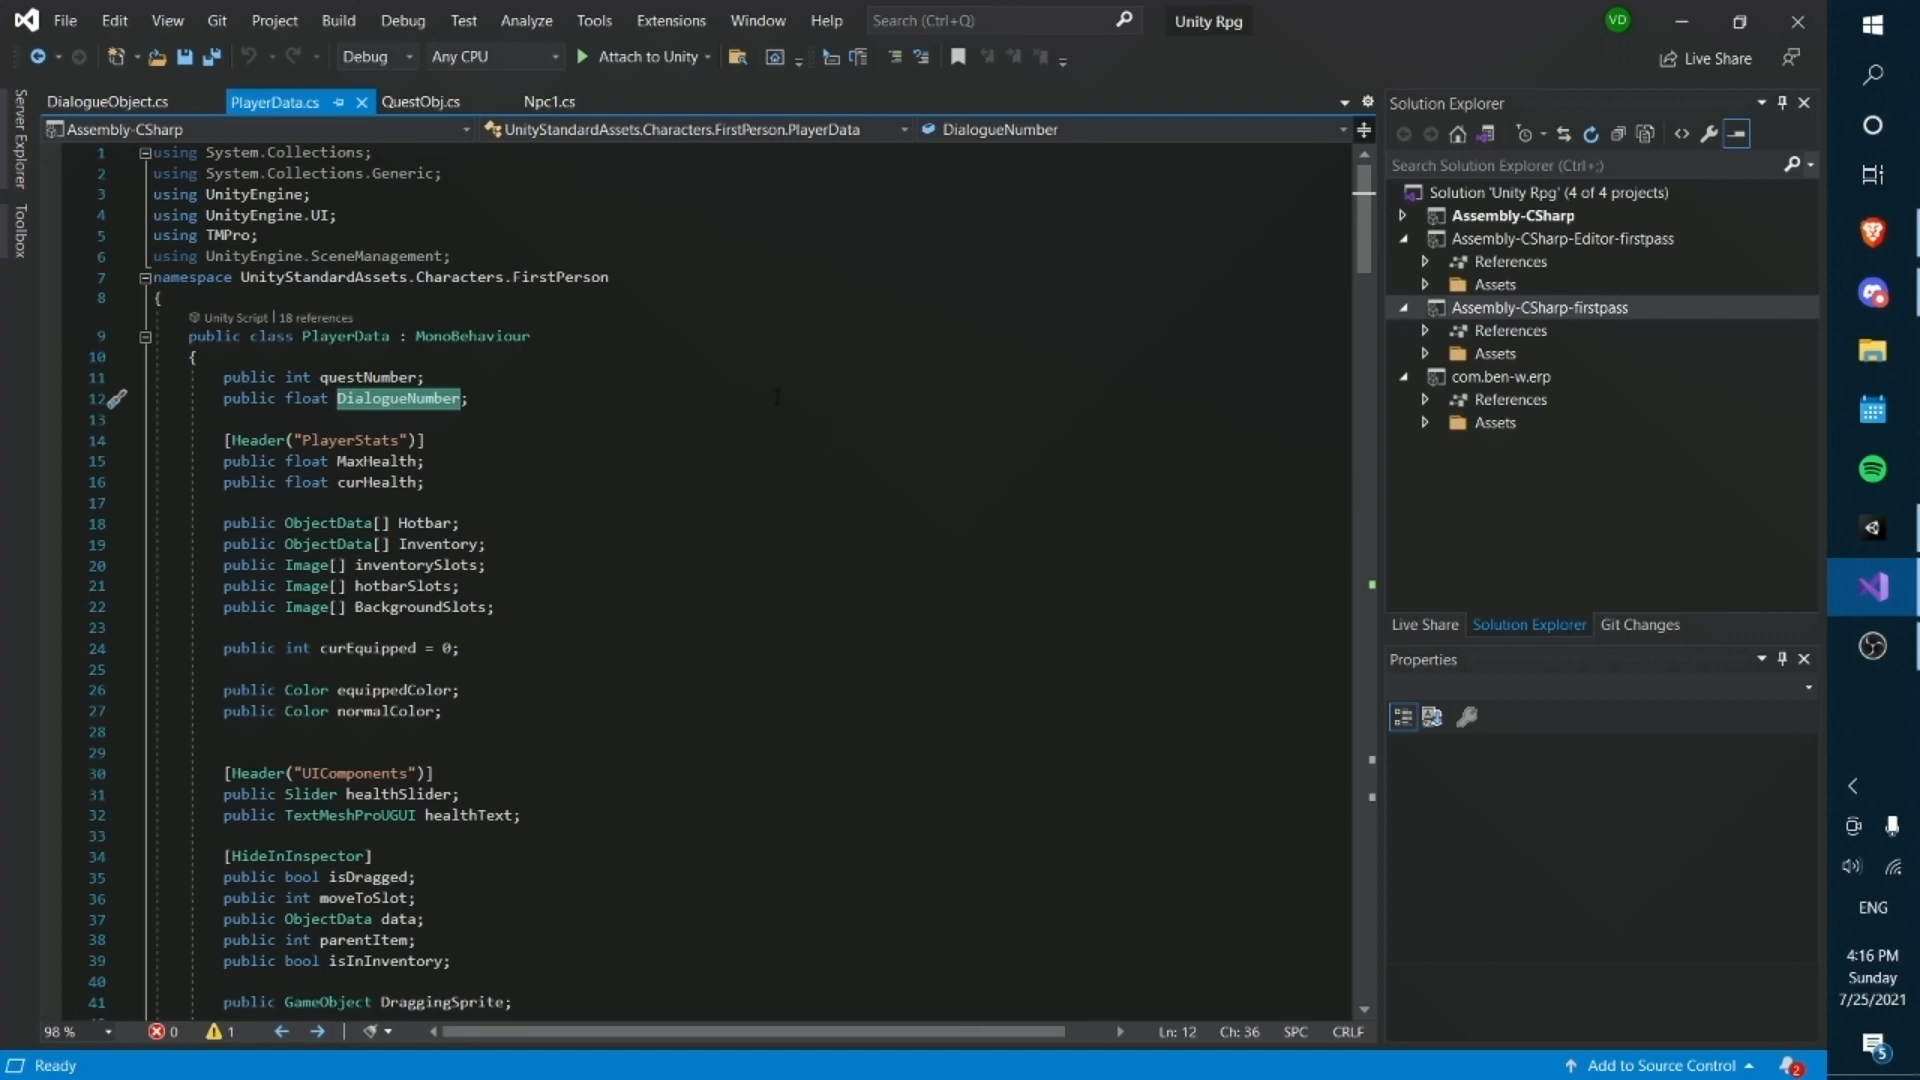 File Edit View Git Project Build Debug Test Analyze Tools Extensions Window Help Search (Ctrl+Q) Unity Rpg VD
Debug Any CPU Attach to Unity Live Share
Server Explorer
Toolbox
DialogueObject.cs PlayerData.cs QuestObj.cs Npc1.cs
Assembly-CSharp UnityStandardAssets.Characters.FirstPerson.PlayerData DialogueNumber
1 using System.Collections;
2 using System.Collections.Generic;
3 using UnityEngine;
4 using UnityEngine.UI;
5 using TMPro;
6 using UnityEngine.SceneManagement;
7 namespace UnityStandardAssets.Characters.FirstPerson
8 {
Unity Script | 18 references
9 public class PlayerData : MonoBehaviour
10 {
11 public int questNumber;
12 public float DialogueNumber;
13
14 [Header("PlayerStats")]
15 public float MaxHealth;
16 public float curHealth;
17
18 public ObjectData[] Hotbar;
19 public ObjectData[] Inventory;
20 public Image[] inventorySlots;
21 public Image[] hotbarSlots;
22 public Image[] BackgroundSlots;
23
24 public int curEquipped = 0;
25
26 public Color equippedColor;
27 public Color normalColor;
28
29
30 [Header("UIComponents")]
31 public Slider healthSlider;
32 public TextMeshProUGUI healthText;
33
34 [HideInInspector]
35 public bool isDragged;
36 public int moveToSlot;
37 public ObjectData data;
38 public int parentItem;
39 public bool isInInventory;
40
41 public GameObject DraggingSprite;
98 % 0 1 Ln: 12 Ch: 36 SPC CRLF
Ready Add to Source Control 2
Solution Explorer
Search Solution Explorer (Ctrl+;)
Solution 'Unity Rpg' (4 of 4 projects)
Assembly-CSharp
Assembly-CSharp-Editor-firstpass
References
Assets
Assembly-CSharp-firstpass
References
Assets
com.ben-w.erp
References
Assets
Live Share Solution Explorer Git Changes
Properties
ENG
4:16 PM
Sunday
7/25/2021
5